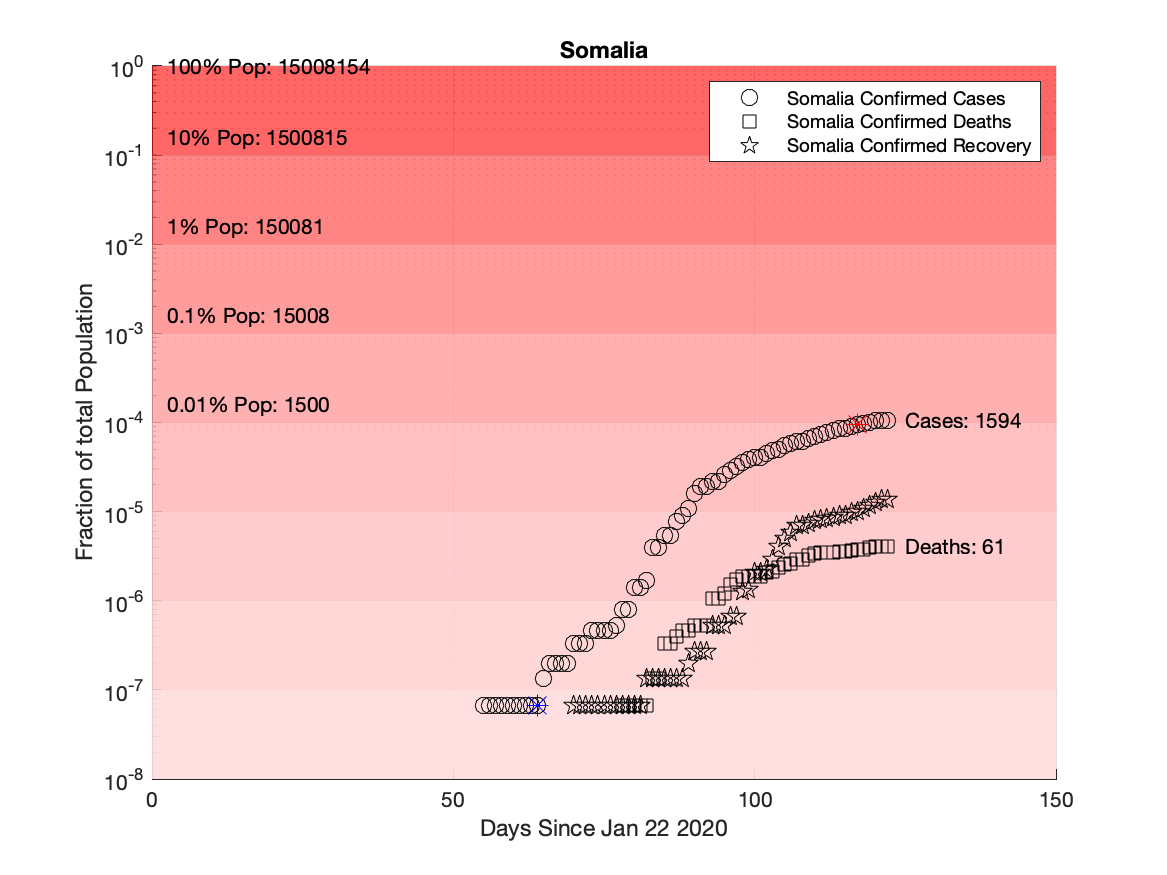 Somalia
10^0
100% Pop: 15008154
Somalia Confirmed Cases
Somalia Confirmed Deaths
Somalia Confirmed Recovery
10% Pop: 1500815
10^-1
1% Pop: 150081
10^-2
0.1% Pop: 15008
10^-3
0.01% Pop: 1500
10^-4
Cases: 1594
10^-5
Deaths: 61
10^-6
10^-7
10^-8
Fraction of total Population
0 50 100 150
Days Since Jan 22 2020